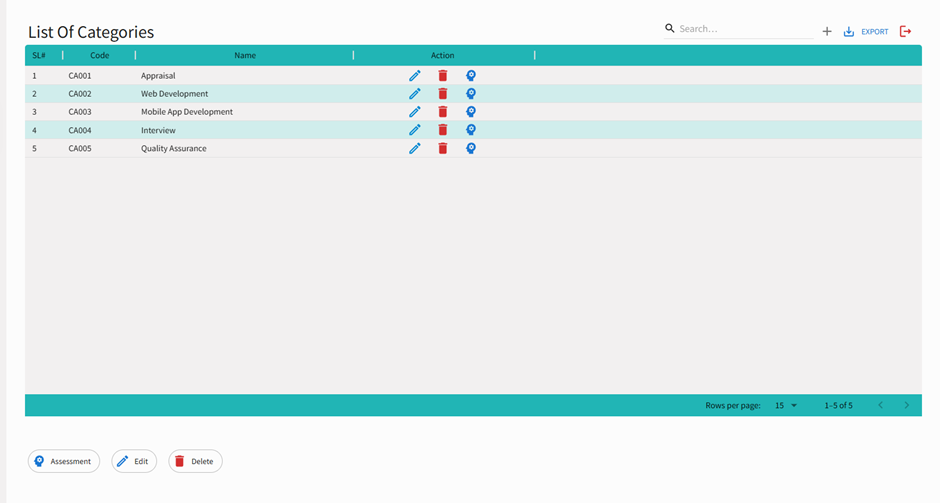 List Of Categories
Search…
EXPORT
SL# Code Name Action
1 CA001 Appraisal
2 CA002 Web Development
3 CA003 Mobile App Development
4 CA004 Interview
5 CA005 Quality Assurance
Rows per page: 15 1–5 of 5
Assessment Edit Delete